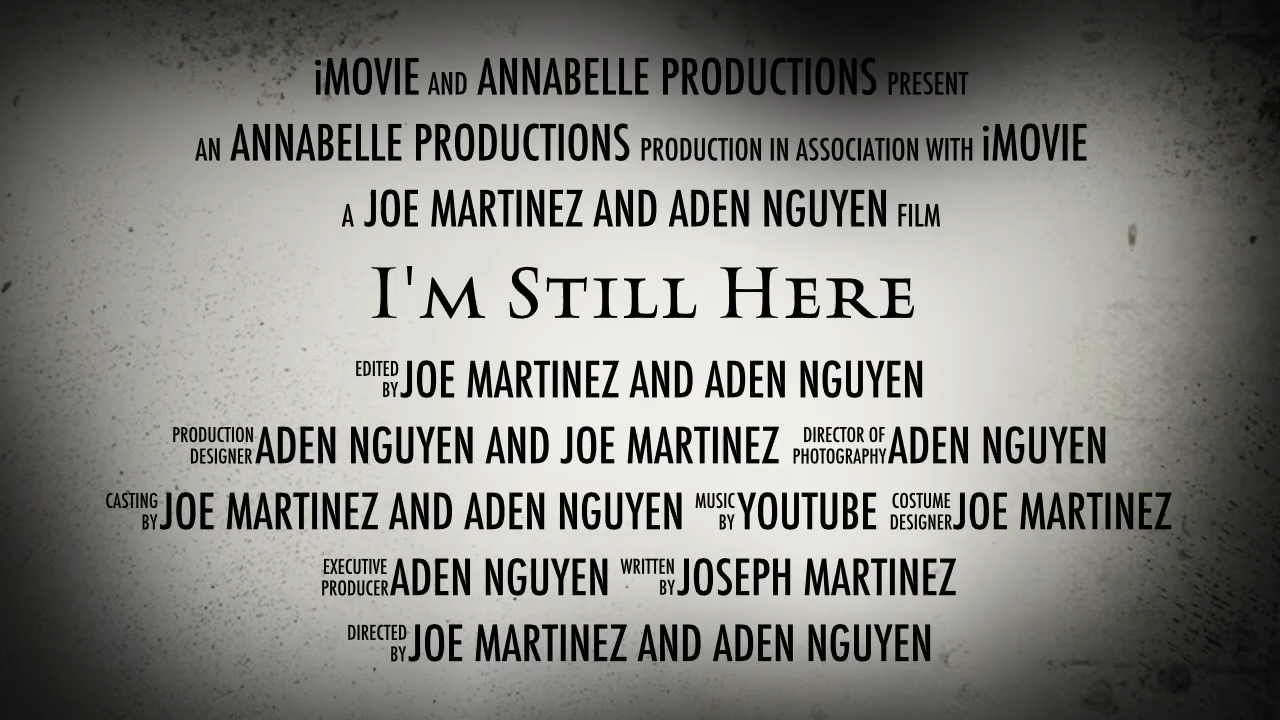 iMOVIE AND ANNABELLE PRODUCTIONS PRESENT
AN ANNABELLE PRODUCTIONS PRODUCTION IN ASSOCIATION WITH iMOVIE
A JOE MARTINEZ AND ADEN NGUYEN FILM
I'M STILL HERE
EDITED BY JOE MARTINEZ AND ADEN NGUYEN
PRODUCTION DESIGNER ADEN NGUYEN AND JOE MARTINEZ DIRECTOR OF PHOTOGRAPHY ADEN NGUYEN
CASTING BY JOE MARTINEZ AND ADEN NGUYEN MUSIC BY YOUTUBE COSTUME DESIGNER JOE MARTINEZ
EXECUTIVE PRODUCER ADEN NGUYEN WRITTEN BY JOSEPH MARTINEZ
DIRECTED BY JOE MARTINEZ AND ADEN NGUYEN